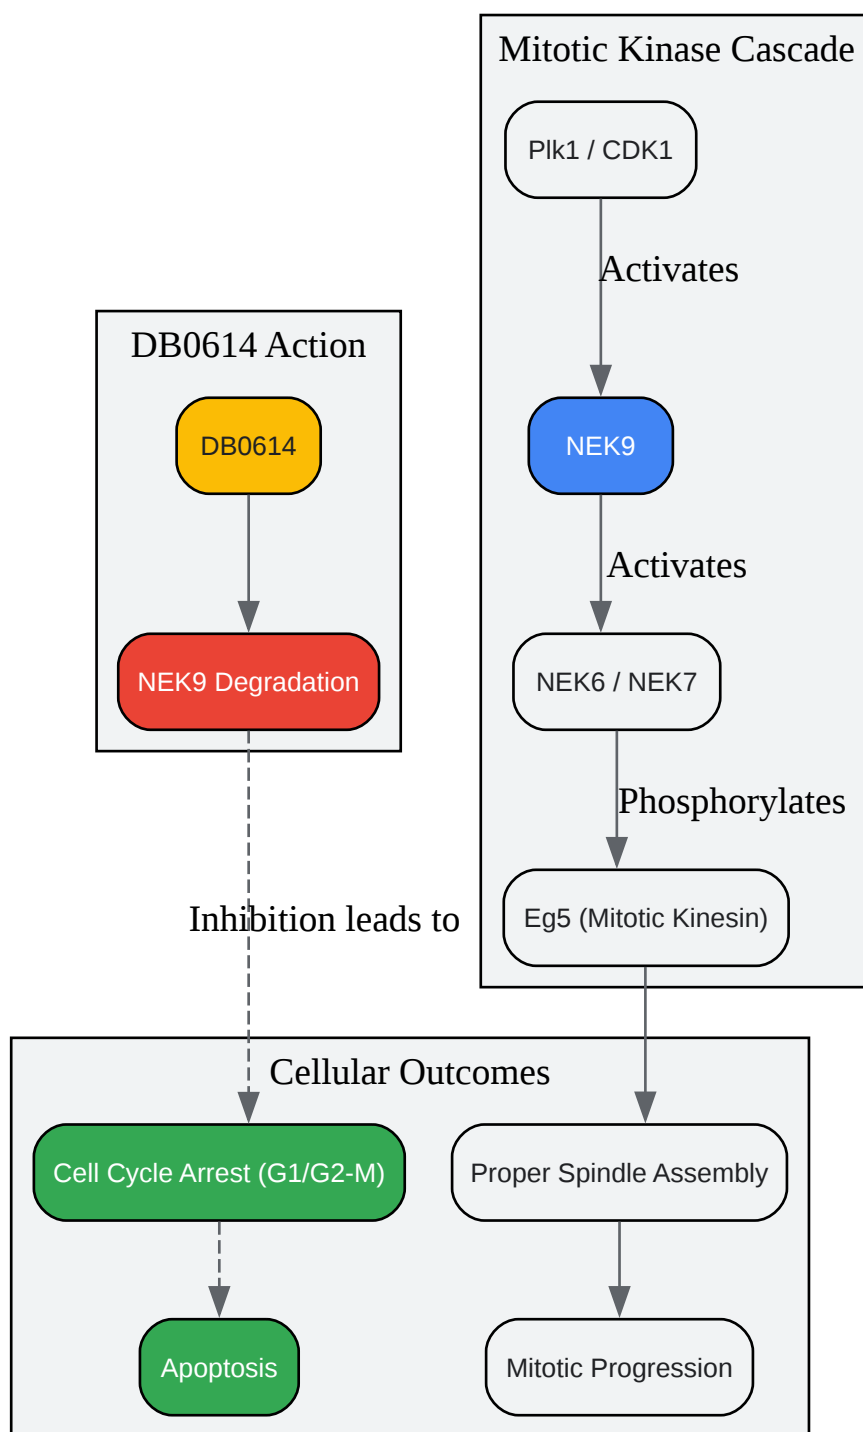 Mitotic Kinase Cascade
Plk1 / CDK1
Activates
DB0614 Action
DB0614
NEK9
Activates
NEK9 Degradation
NEK6 / NEK7
Phosphorylates
Inhibition leads to
Eg5 (Mitotic Kinesin)
Cellular Outcomes
Cell Cycle Arrest (G1/G2-M)
Proper Spindle Assembly
Apoptosis
Mitotic Progression